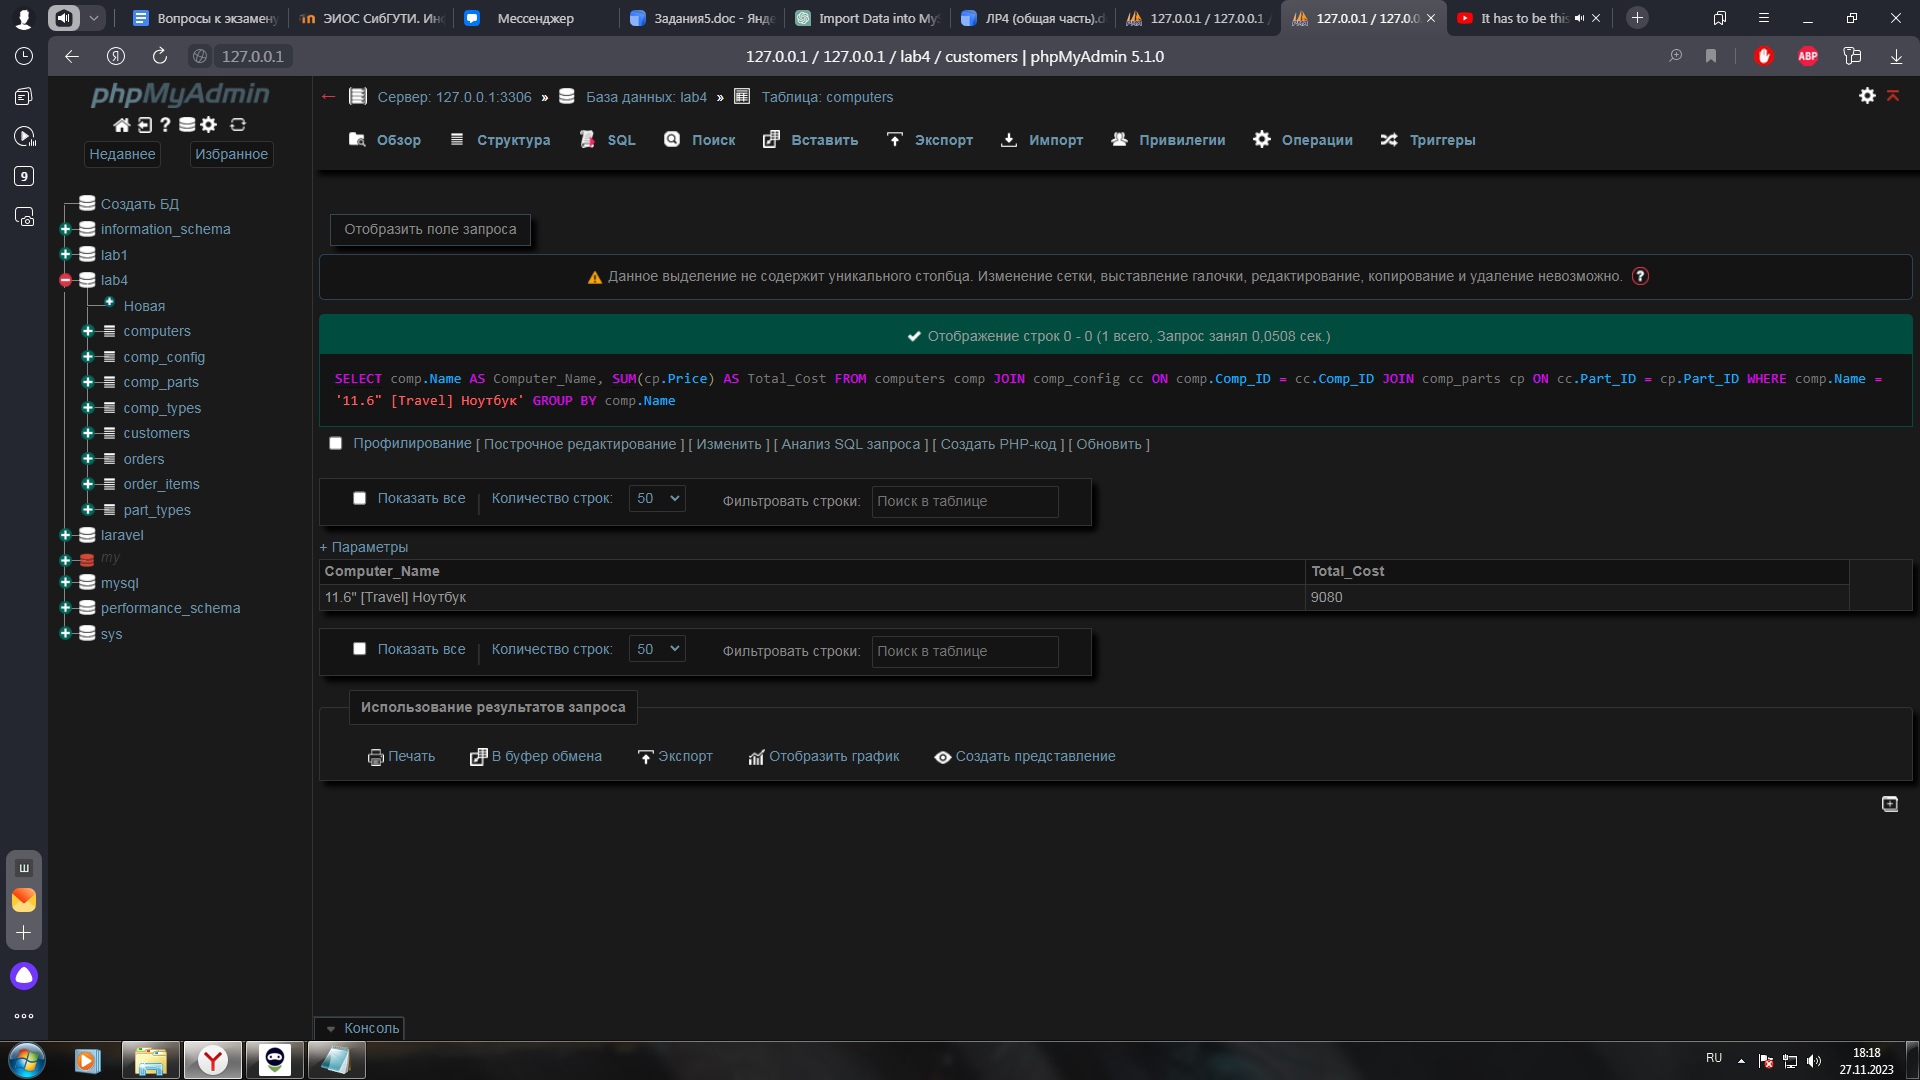 Вопросы к экзамену
ЭИОС СибГУТИ. Ин
Мессенджер
Задания5.doc - Янде
Import Data into MyS
ЛР4 (общая часть).d
127.0.0.1 / 127.0.0.1 /
127.0.0.1 / 127.0.0
It has to be this
127.0.0.1
127.0.0.1 / 127.0.0.1 / lab4 / customers | phpMyAdmin 5.1.0
ABP
9
phpMyAdmin
Недавнее
Избранное
Создать БД
information_schema
lab1
lab4
Новая
computers
comp_config
comp_parts
comp_types
customers
orders
order_items
part_types
laravel
my
mysql
performance_schema
sys
Сервер: 127.0.0.1:3306 » База данных: lab4 » Таблица: computers
Обзор
Структура
SQL
Поиск
Вставить
Экспорт
Импорт
Привилегии
Операции
Триггеры
Отобразить поле запроса
Данное выделение не содержит уникального столбца. Изменение сетки, выставление галочки, редактирование, копирование и удаление невозможно.
Отображение строк 0 - 0 (1 всего, Запрос занял 0,0508 сек.)
SELECT comp.Name AS Computer_Name, SUM(cp.Price) AS Total_Cost FROM computers comp JOIN comp_config cc ON comp.Comp_ID = cc.Comp_ID JOIN comp_parts cp ON cc.Part_ID = cp.Part_ID WHERE comp.Name =
'11.6" [Travel] Ноутбук' GROUP BY comp.Name
Профилирование [ Построчное редактирование ] [ Изменить ] [ Анализ SQL запроса ] [ Создать PHP-код ] [ Обновить ]
Показать все
Количество строк:
50
Фильтровать строки:
Поиск в таблице
+ Параметры
Computer_Name
Total_Cost
11.6" [Travel] Ноутбук
9080
Показать все
Количество строк:
50
Фильтровать строки:
Поиск в таблице
Использование результатов запроса
Печать
В буфер обмена
Экспорт
Отобразить график
Создать представление
Консоль
Ш
RU
18:18
27.11.2023